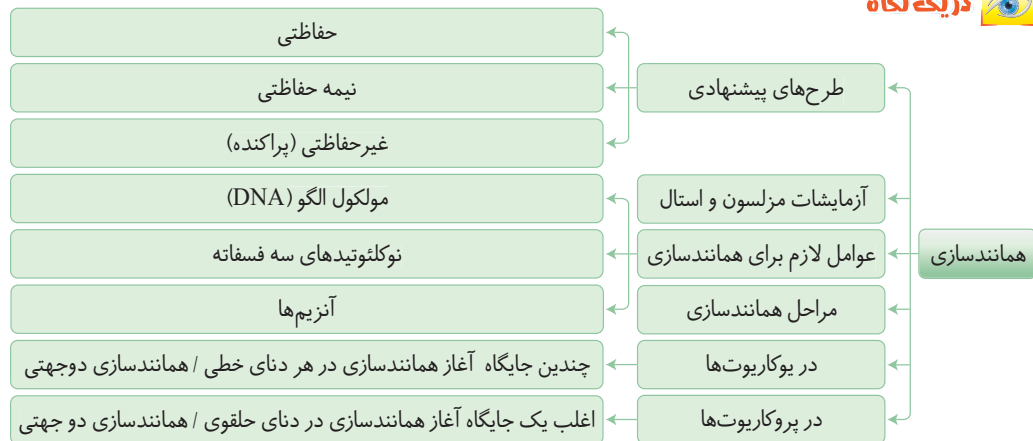 در یک نگاه
همانندسازی
طرح‌های پیشنهادی
حفاظتی
نیمه حفاظتی
غیرحفاظتی (پراکنده)
آزمایشات مزلسون و استال
عوامل لازم برای همانندسازی
مولکول الگو (DNA)
نوکلئوتیدهای سه فسفاته
آنزیم‌ها
مراحل همانندسازی
در یوکاریوت‌ها
چندین جایگاه آغاز همانندسازی در هر دنای خطی / همانندسازی دوجهتی
در پروکاریوت‌ها
اغلب یک جایگاه آغاز همانندسازی در دنای حلقوی / همانندسازی دو جهتی